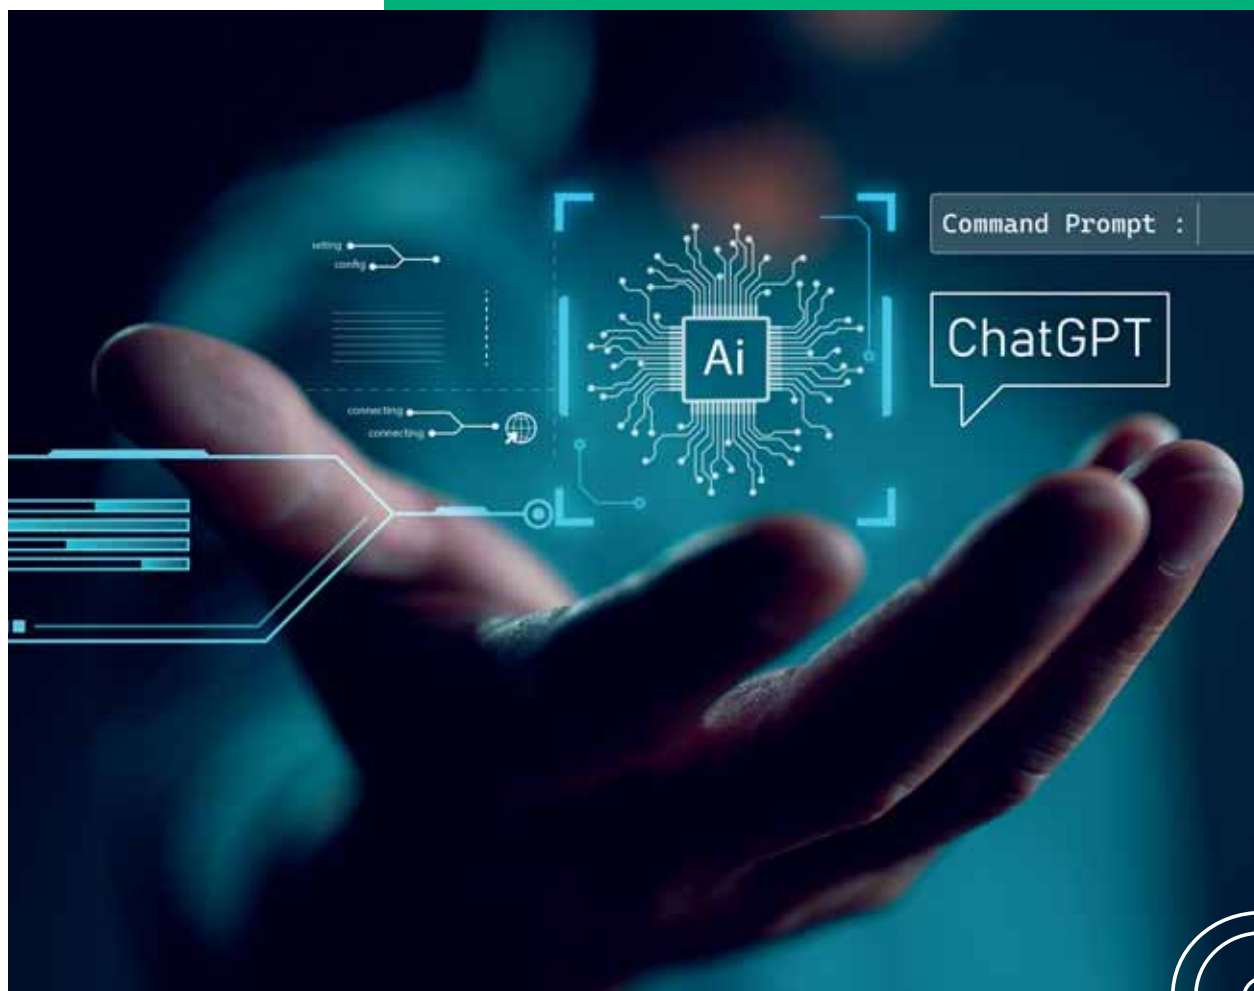 Command Prompt :
setting
config
Ai
ChatGPT
connecting
connecting